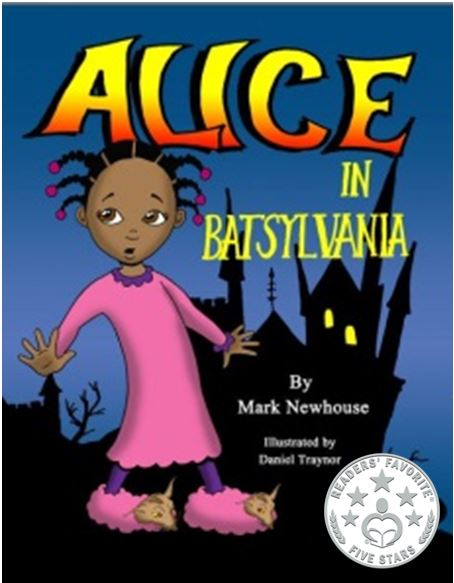 ALICE
IN
BATSYLVANIA
By
Mark Newhouse
Illustrated by
Daniel Traynor
READERS' FAVORITE®
FIVE STARS